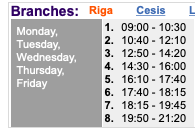 Branches: Riga Cesis L
Monday,
Tuesday,
Wednesday,
Thursday,
Friday
1. 09:00 - 10:30
2. 10:40 - 12:10
3. 12:50 - 14:20
4. 14:30 - 16:00
5. 16:10 - 17:40
6. 17:40 - 18:15
7. 18:15 - 19:45
8. 19:50 - 21:20